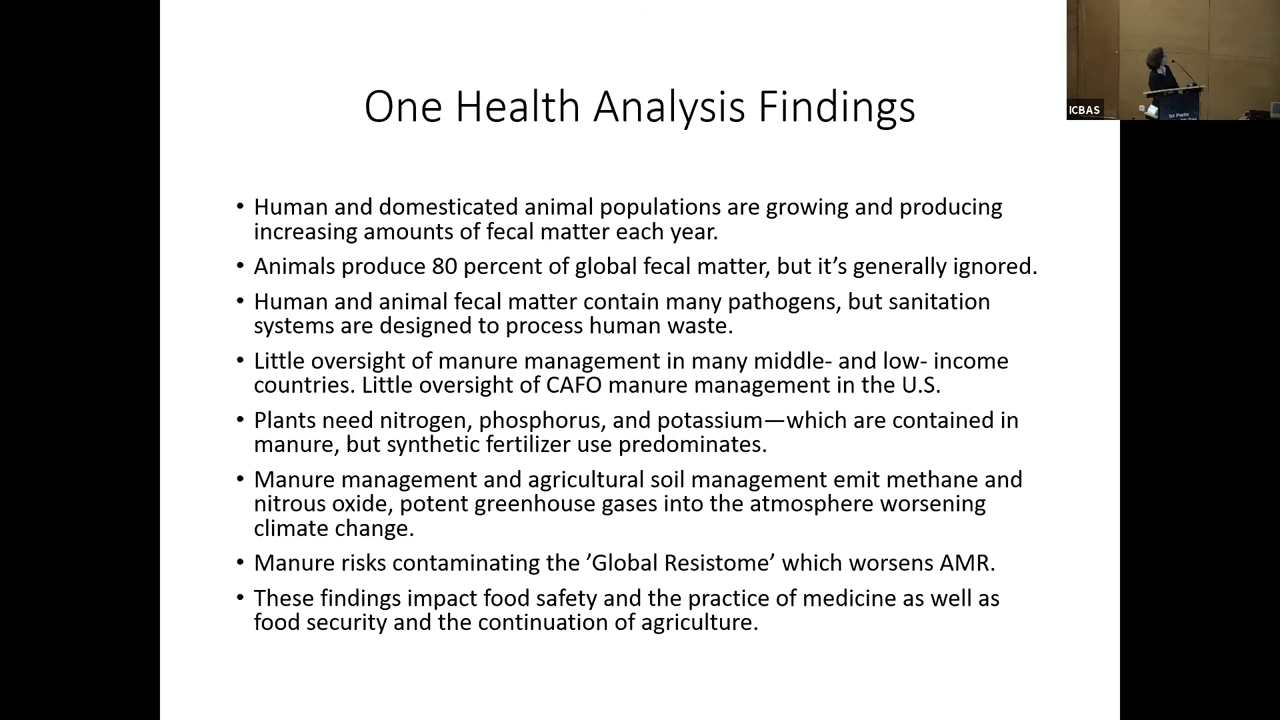 One Health Analysis Findings
ICBAS
• Human and domesticated animal populations are growing and producing
increasing amounts of fecal matter each year.
• Animals produce 80 percent of global fecal matter, but it’s generally ignored.
• Human and animal fecal matter contain many pathogens, but sanitation
systems are designed to process human waste.
• Little oversight of manure management in many middle- and low- income
countries. Little oversight of CAFO manure management in the U.S.
• Plants need nitrogen, phosphorus, and potassium—which are contained in
manure, but synthetic fertilizer use predominates.
• Manure management and agricultural soil management emit methane and
nitrous oxide, potent greenhouse gases into the atmosphere worsening
climate change.
• Manure risks contaminating the ’Global Resistome’ which worsens AMR.
• These findings impact food safety and the practice of medicine as well as
food security and the continuation of agriculture.